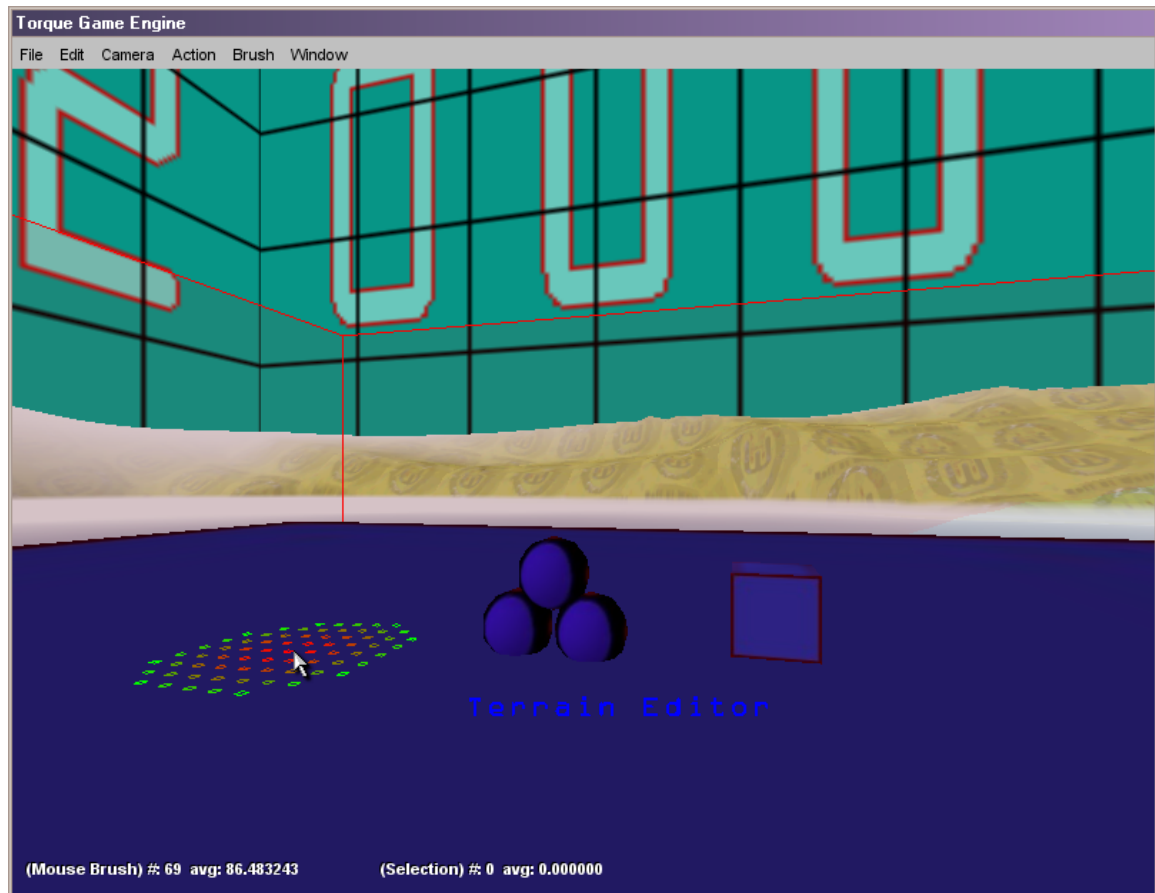 Torque Game Engine
File Edit Camera Action Brush Window
2000
Terrain Editor
(Mouse Brush) #: 69 avg: 86.483243 (Selection) #: 0 avg: 0.000000